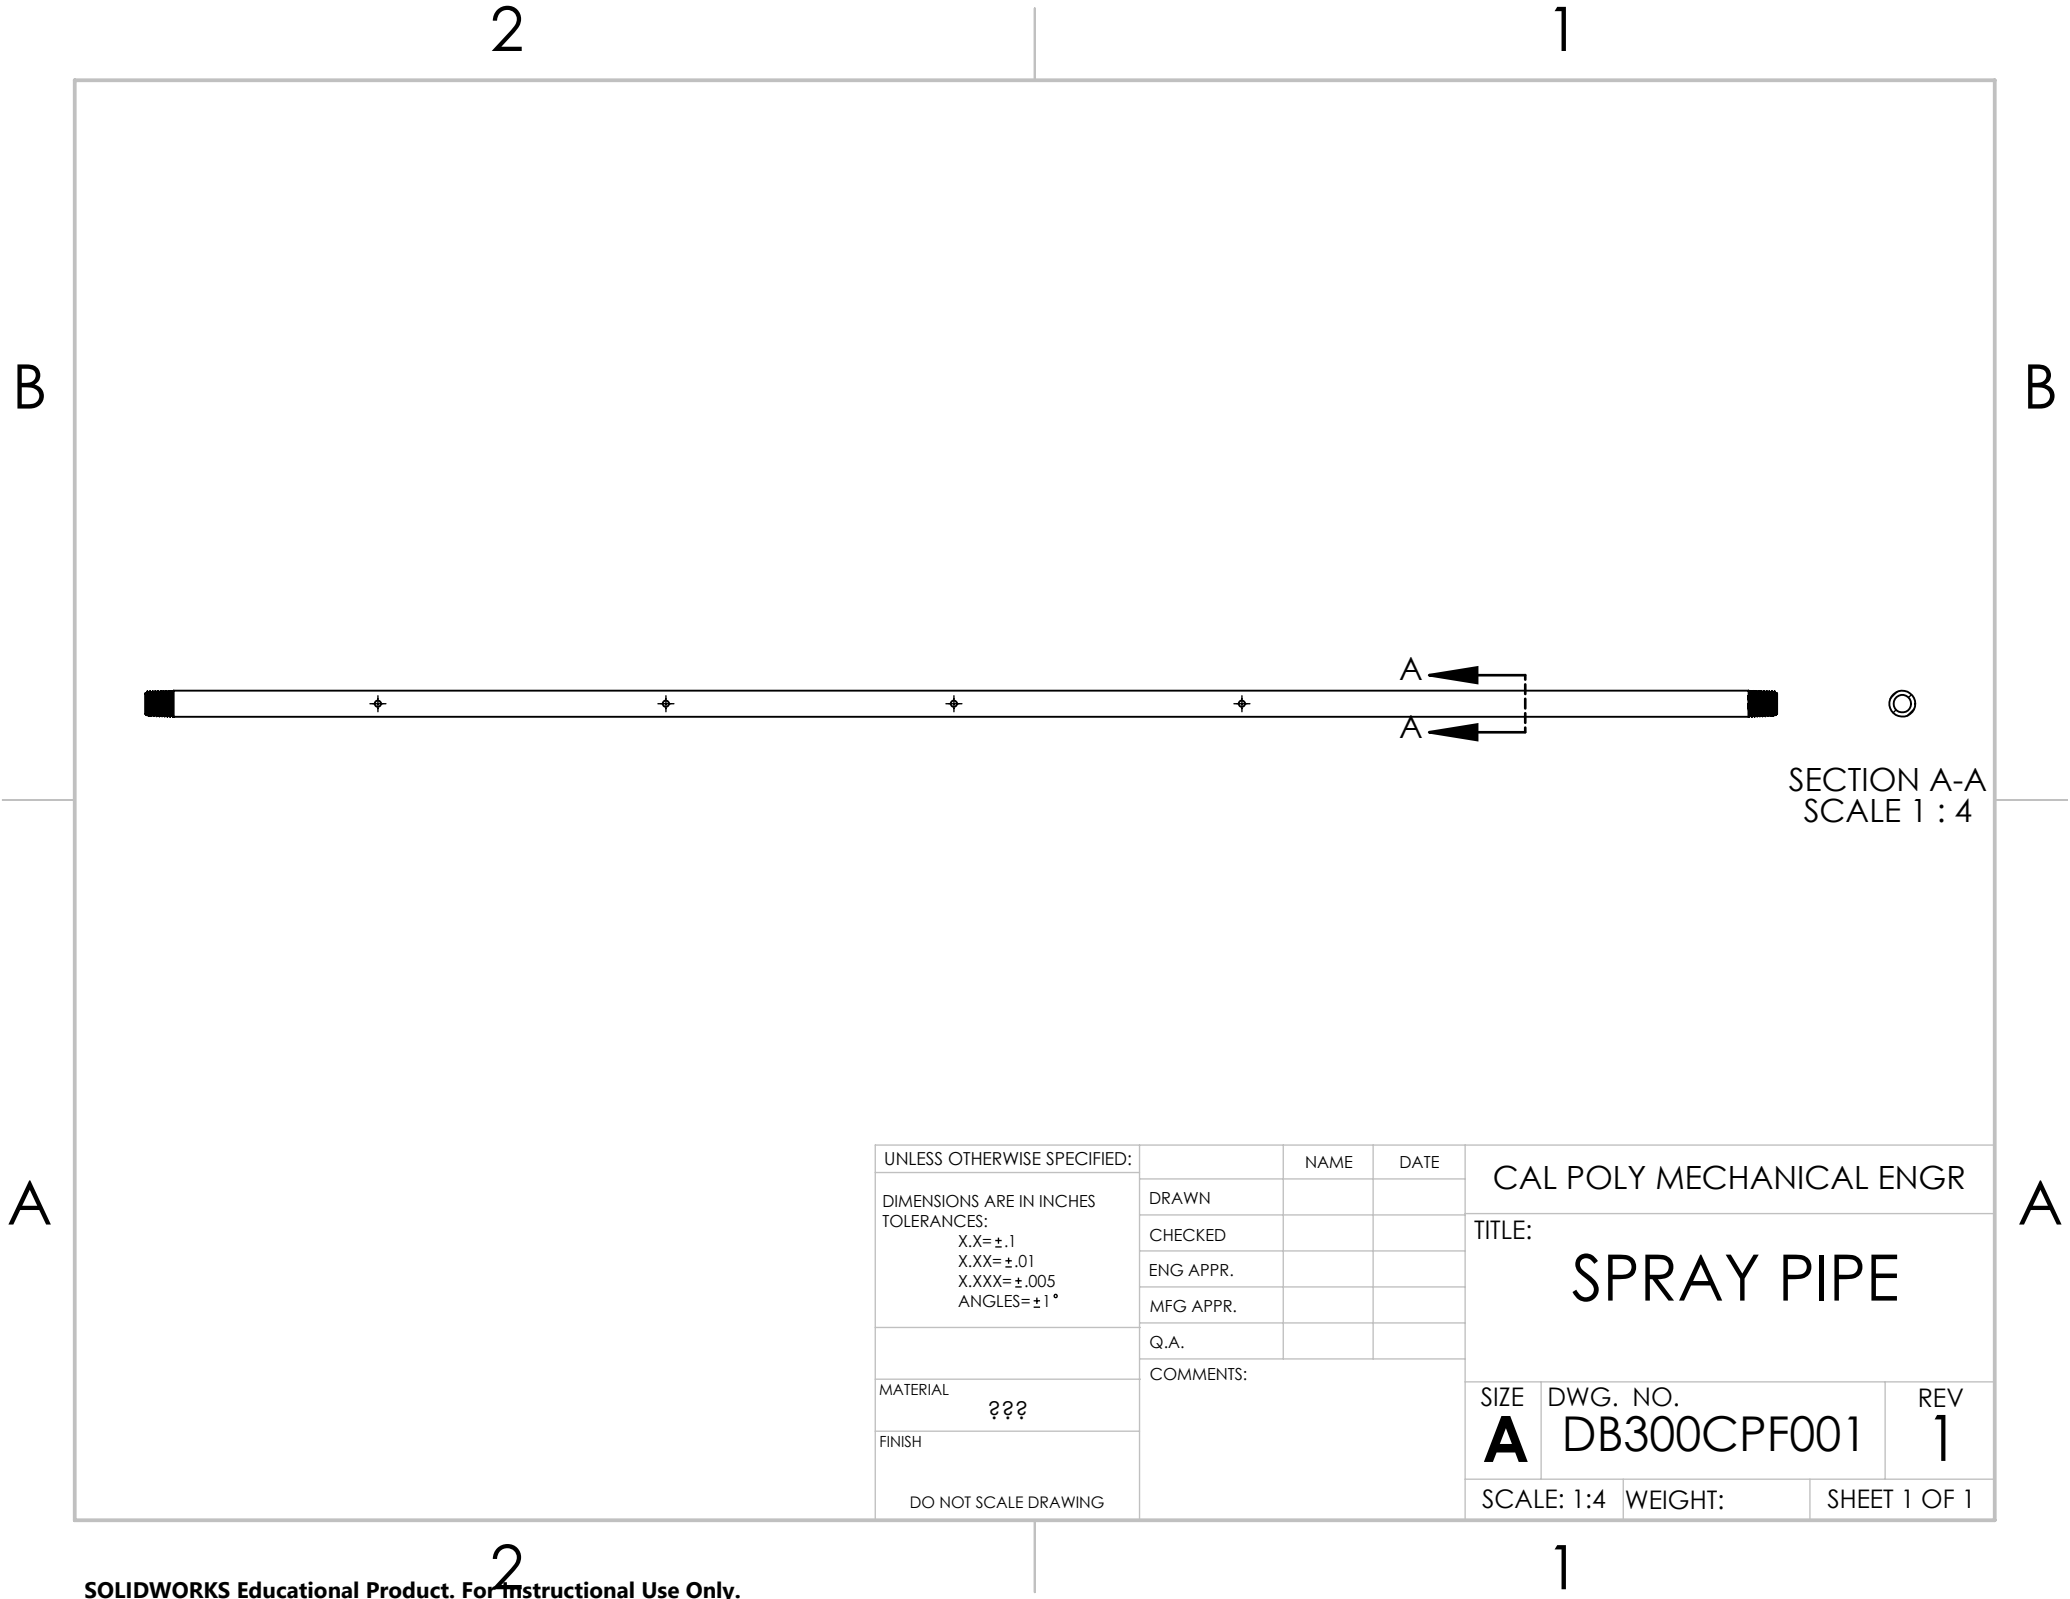 2 1
B B
A
A
SECTION A-A
SCALE 1 : 4
A A
UNLESS OTHERWISE SPECIFIED:
DIMENSIONS ARE IN INCHES
TOLERANCES:
X.X=±.1
X.XX=±.01
X.XXX=±.005
ANGLES=±1°
MATERIAL
???
FINISH
DO NOT SCALE DRAWING
NAME DATE
DRAWN
CHECKED
ENG APPR.
MFG APPR.
Q.A.
COMMENTS:
CAL POLY MECHANICAL ENGR
TITLE:
SPRAY PIPE
SIZE DWG. NO. REV
A DB300CPF001 1
SCALE: 1:4 WEIGHT: SHEET 1 OF 1
2 1
SOLIDWORKS Educational Product. For Instructional Use Only.